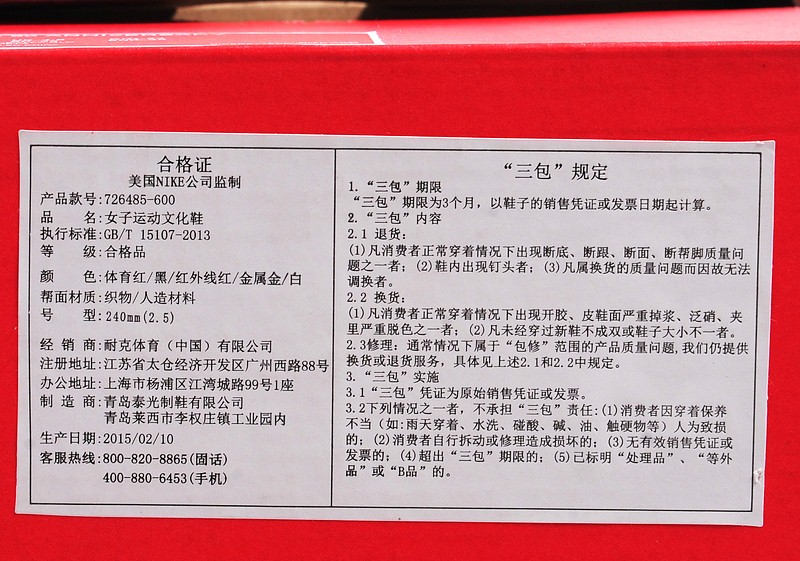 合格证
美国NIKE公司监制
产品款号:726485-600
品 名:女子运动文化鞋
执行标准:GB/T 15107-2013
等 级:合格品
颜 色:体育红/黑/红外线红/金属金/白
帮面材质:织物/人造材料
号 型:240mm(2.5)
经 销 商:耐克体育（中国）有限公司
注册地址:江苏省太仓经济开发区广州西路88号
办公地址:上海市杨浦区江湾城路99号1座
制 造 商:青岛泰光制鞋有限公司
青岛莱西市李权庄镇工业园内
生产日期:2015/02/10
客服热线:800-820-8865(固话)
400-880-6453(手机)
“三包”规定
1. “三包”期限
“三包”期限为3个月，以鞋子的销售凭证或发票日期起计算。
2. “三包”内容
2.1 退货:
(1)凡消费者正常穿着情况下出现断底、断跟、断面、断帮脚质量问
题之一者; (2)鞋内出现钉头者; (3)凡属换货的质量问题而因故无法
调换者。
2.2 换货:
(1)凡消费者正常穿着情况下出现开胶、皮鞋面严重掉浆、泛硝、夹
里严重脱色之一者; (2)凡未经穿过新鞋不成双或鞋子大小不一者。
2.3修理: 通常情况下属于“包修”范围的产品质量问题,我们仍提供
换货或退货服务，具体见上述2.1和2.2中规定。
3. “三包”实施
3.1“三包”凭证为原始销售凭证或发票。
3.2下列情况之一者，不承担“三包”责任:(1)消费者因穿着保养
不当（如:雨天穿着、水洗、碰酸、碱、油、触硬物等）人为致损
的; (2)消费者自行拆动或修理造成损坏的; (3)无有效销售凭证或
发票的; (4)超出“三包”期限的; (5)已标明“处理品”、“等外
品”或“B品”的。